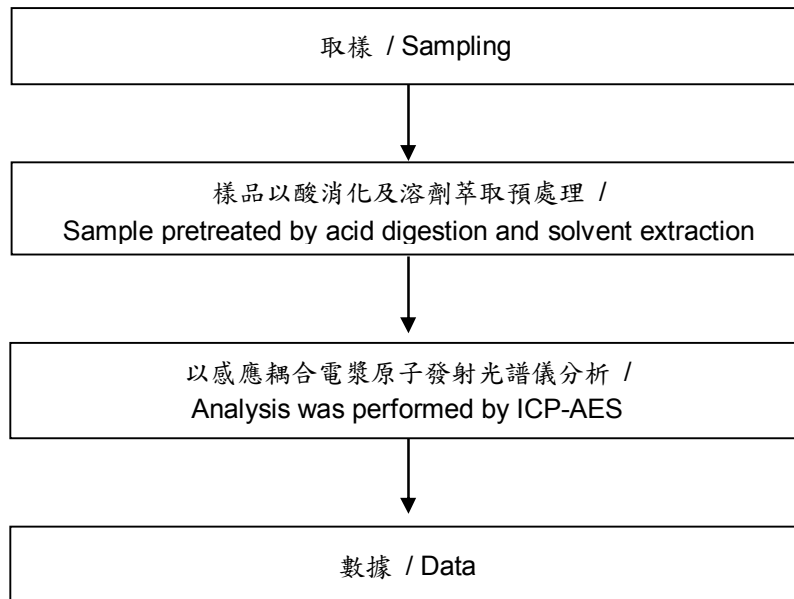 取樣 / Sampling
樣品以酸消化及溶劑萃取預處理 /
Sample pretreated by acid digestion and solvent extraction
以感應耦合電漿原子發射光譜儀分析 /
Analysis was performed by ICP-AES
數據 / Data